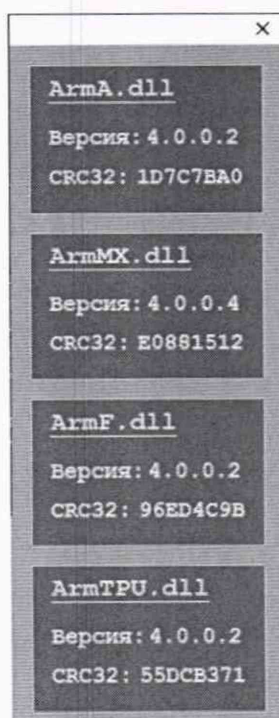 ArmA.dll
Версия: 4.0.0.2
CRC32: 1D7C7BA0
ArmMX.dll
Версия: 4.0.0.4
CRC32: E0881512
ArmF.dll
Версия: 4.0.0.2
CRC32: 96ED4C9B
ArmTPU.dll
Версия: 4.0.0.2
CRC32: 55DCB371